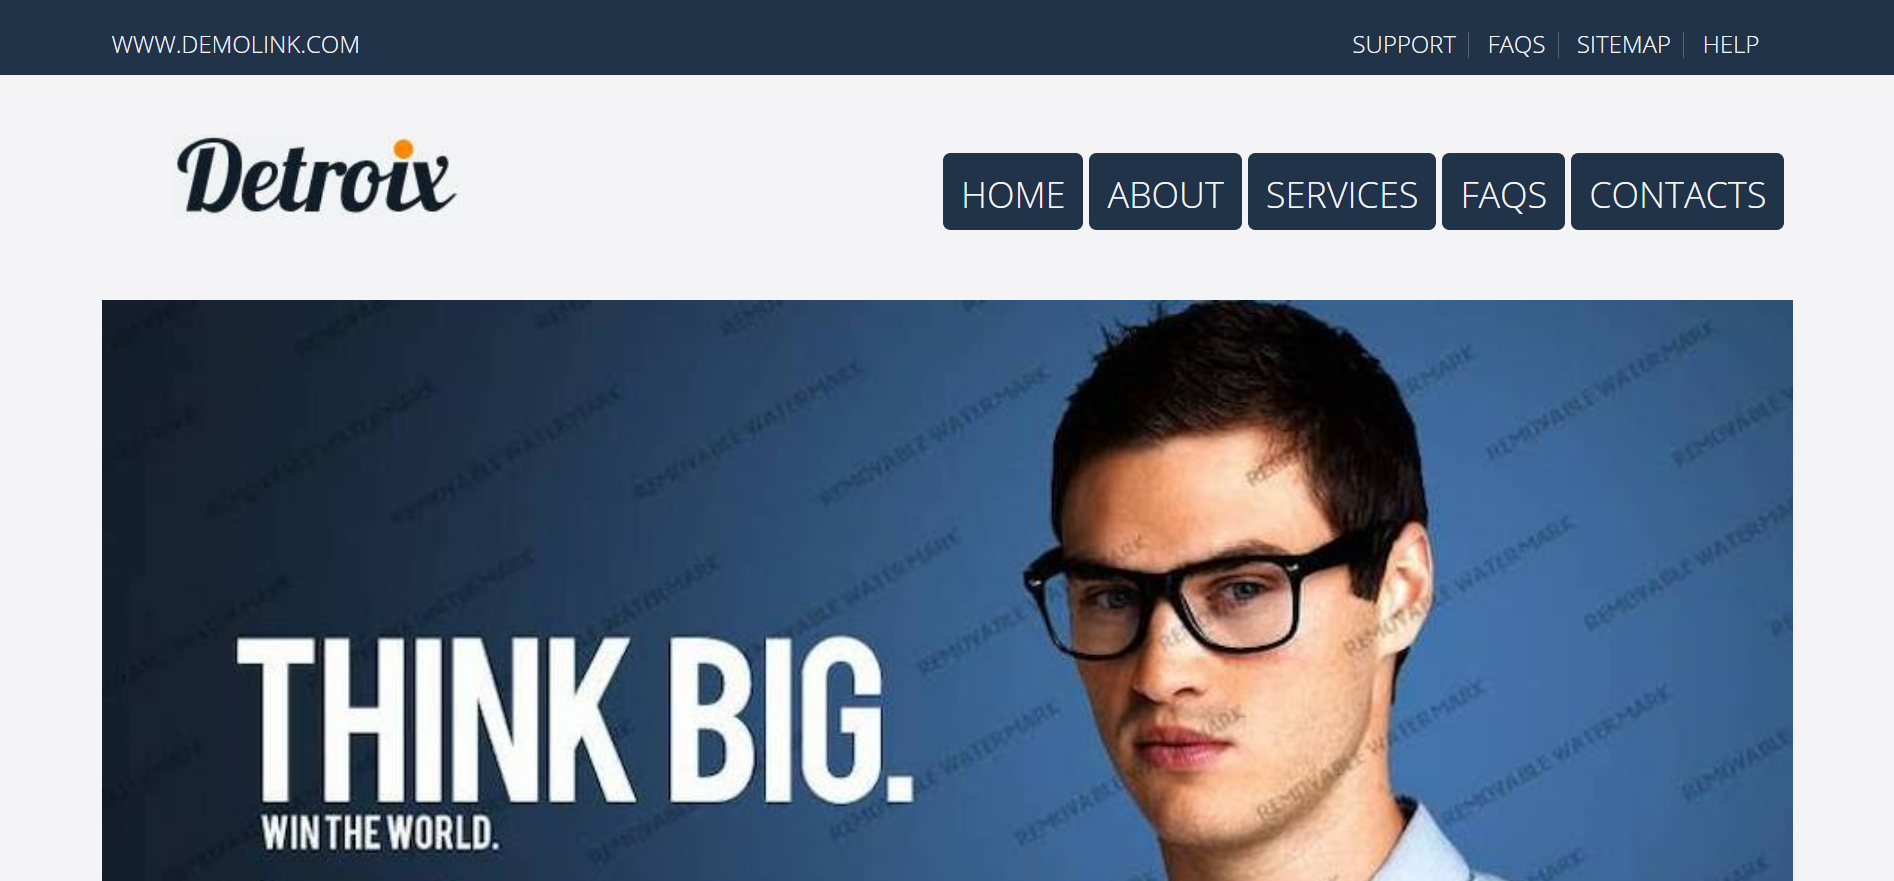 WWW.DEMOLINK.COM
SUPPORT FAQS SITEMAP HELP
Detroix
HOME ABOUT SERVICES FAQS CONTACTS
THINK BIG.
WIN THE WORLD.
REMOVABLE WATERMARK